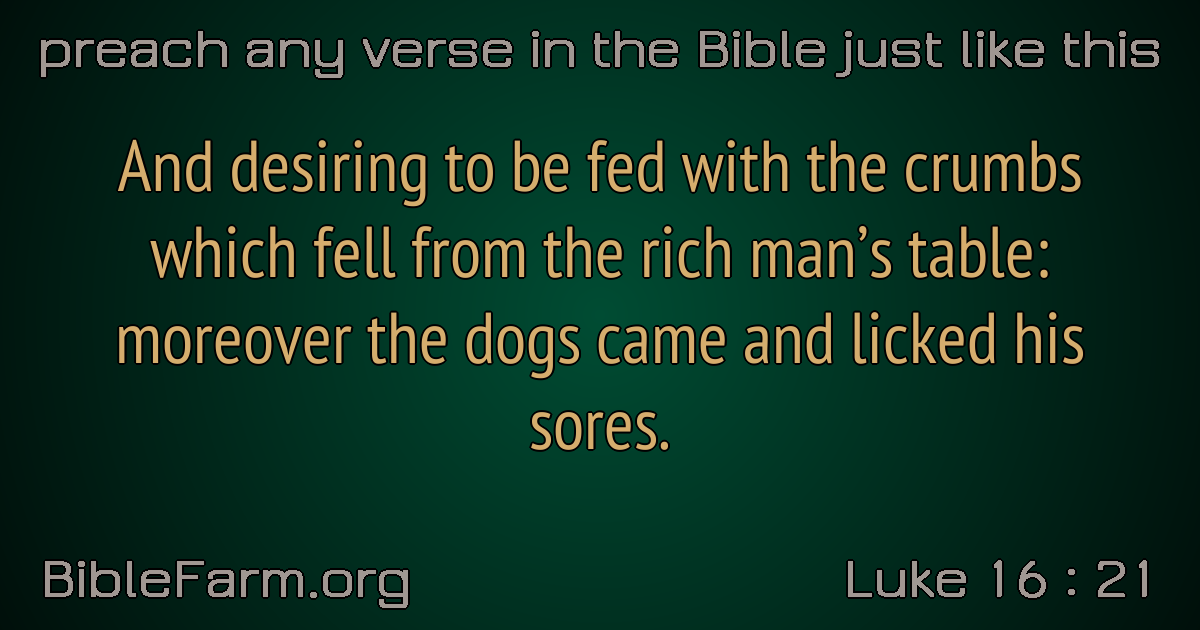 preach any verse in the Bible just like this
And desiring to be fed with the crumbs
which fell from the rich man’s table:
moreover the dogs came and licked his
sores.
BibleFarm.org
Luke 16 : 21